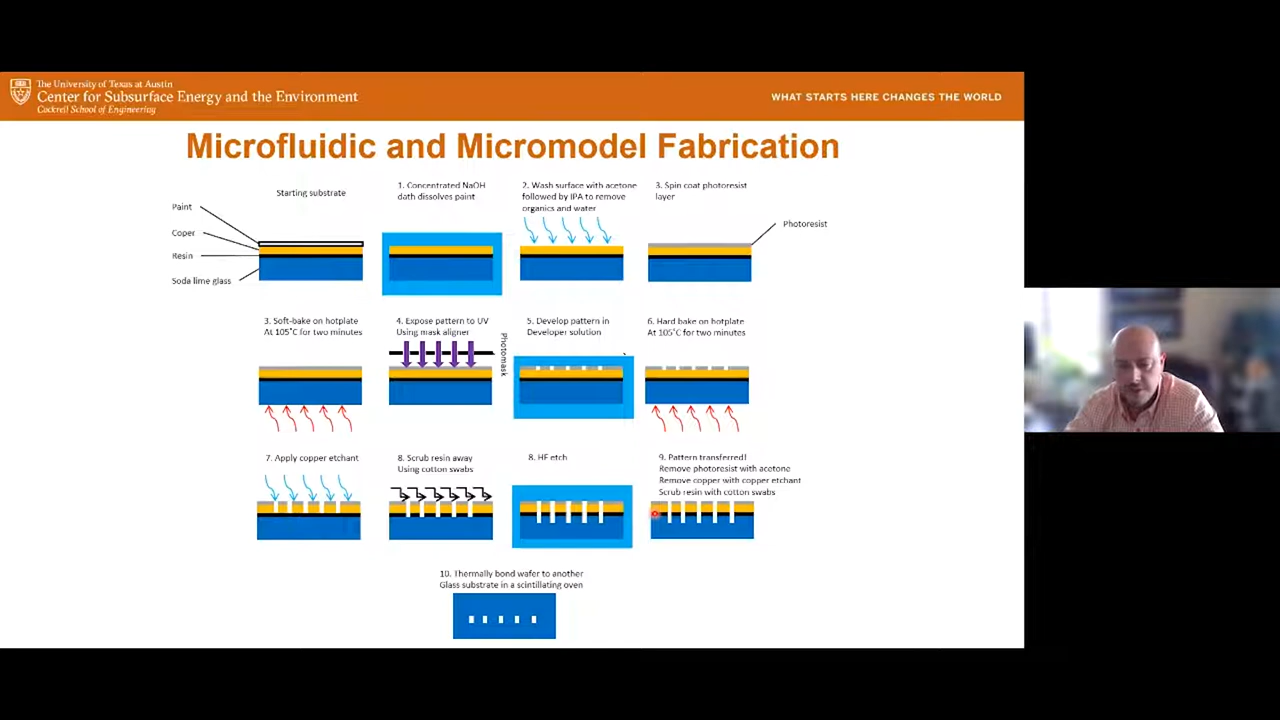 The University of Texas at Austin
Center for Subsurface Energy and the Environment
Cockrell School of Engineering
WHAT STARTS HERE CHANGES THE WORLD
Microfluidic and Micromodel Fabrication
Starting substrate
Paint
Coper
Resin
Soda lime glass
1. Concentrated NaOH
dath dissolves paint
2. Wash surface with acetone
followed by IPA to remove
organics and water
3. Spin coat photoresist
layer
Photoresist
3. Soft-bake on hotplate
At 105˚C for two minutes
4. Expose pattern to UV
Using mask aligner
Photomask
5. Develop pattern in
Developer solution
6. Hard bake on hotplate
At 105˚C for two minutes
7. Apply copper etchant
8. Scrub resin away
Using cotton swabs
8. HF etch
9. Pattern transferred!
Remove photoresist with acetone
Remove copper with copper etchant
Scrub resin with cotton swabs
10. Thermally bond wafer to another
Glass substrate in a scintillating oven